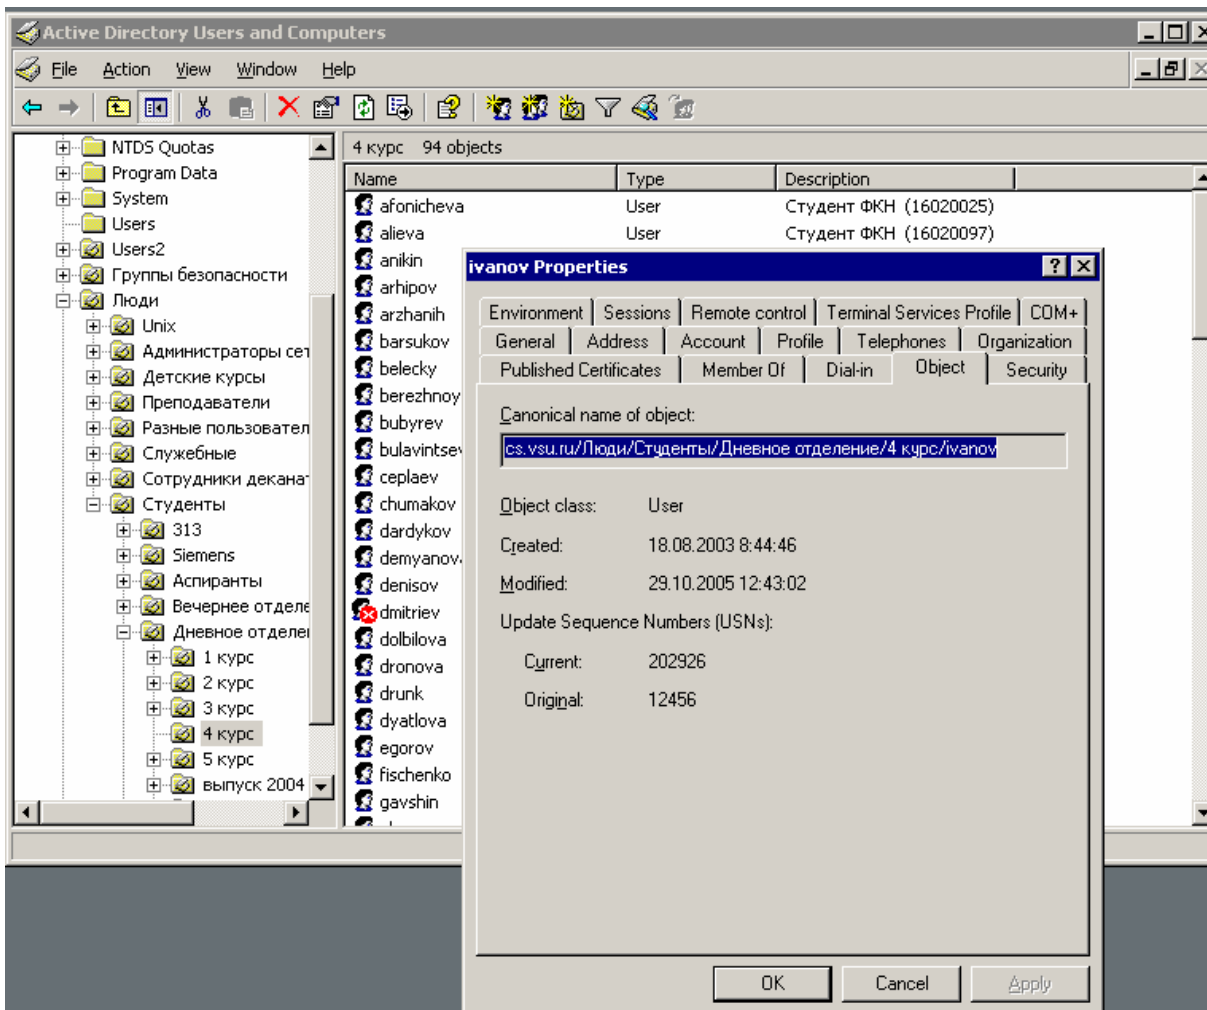 Active Directory Users and Computers
File Action View Window Help
4 курс 94 objects
NTDS Quotas
Program Data
System
Users
Users2
Группы безопасности
Люди
Unix
Администраторы сет
Детские курсы
Преподаватели
Разные пользовател
Служебные
Сотрудники деканат
Студенты
313
Siemens
Аспиранты
Вечернее отделе
Дневное отделен
1 курс
2 курс
3 курс
4 курс
5 курс
выпуск 2004
Name Type Description
afonicheva User Студент ФКН (16020025)
alieva User Студент ФКН (16020097)
anikin
arhipov
arzhanih
barsukov
belecky
berezhnoy
bubyrev
bulavintsev
ceplaev
chumakov
dardykov
demyanova
denisov
dmitriev
dolbilova
dronova
drunk
dyatlova
egorov
fischenko
gavshin
ivanov Properties
Environment Sessions Remote control Terminal Services Profile COM+
General Address Account Profile Telephones Organization
Published Certificates Member Of Dial-in Object Security
Canonical name of object:
cs.vsu.ru/Люди/Студенты/Дневное отделение/4 курс/ivanov
Object class: User
Created: 18.08.2003 8:44:46
Modified: 29.10.2005 12:43:02
Update Sequence Numbers (USNs):
Current: 202926
Original: 12456
OK Cancel Apply